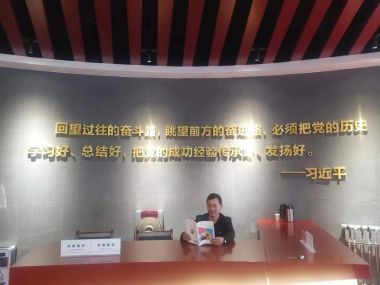 回望过往的奋斗路，眺望前方的奋进路，必须把党的历史
学习好、总结好，把党的成功经验传承好、发扬好。
——习近平